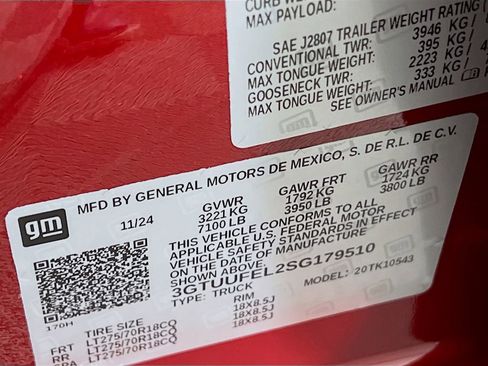 CURB WEIG
MAX PAYLOAD:
SAE J2807 TRAILER WEIGHT RATING (
CONVENTIONAL TWR: 3946 KG /
MAX TONGUE WEIGHT: 395 KG /
GOOSENECK TWR: 2223 KG /
MAX TONGUE WEIGHT: 333 KG /
SEE OWNER'S MANUAL
gm
MFD BY GENERAL MOTORS DE MEXICO, S. DE R.L. DE C.V.
11/24 GVWR GAWR FRT GAWR RR
3221 KG 1792 KG 1724 KG
7100 LB 3950 LB 3800 LB
THIS VEHICLE CONFORMS TO ALL
APPLICABLE U.S. FEDERAL MOTOR
VEHICLE SAFETY STANDARDS IN EFFECT
ON THE DATE OF MANUFACTURE
3GTUUFEL2SG179510
TYPE: TRUCK MODEL: 20TK10543
170H
TIRE SIZE RIM
FRT LT275/70R18CQ 18X8.5J
RR LT275/70R18CQ 18X8.5J
SPA LT275/70R18CQ 18X8.5J